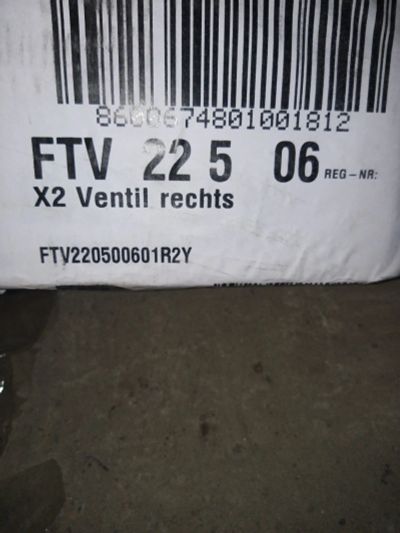 8600674801001812
FTV 22 5 06 REG-NR:
X2 Ventil rechts
FTV220500601R2Y